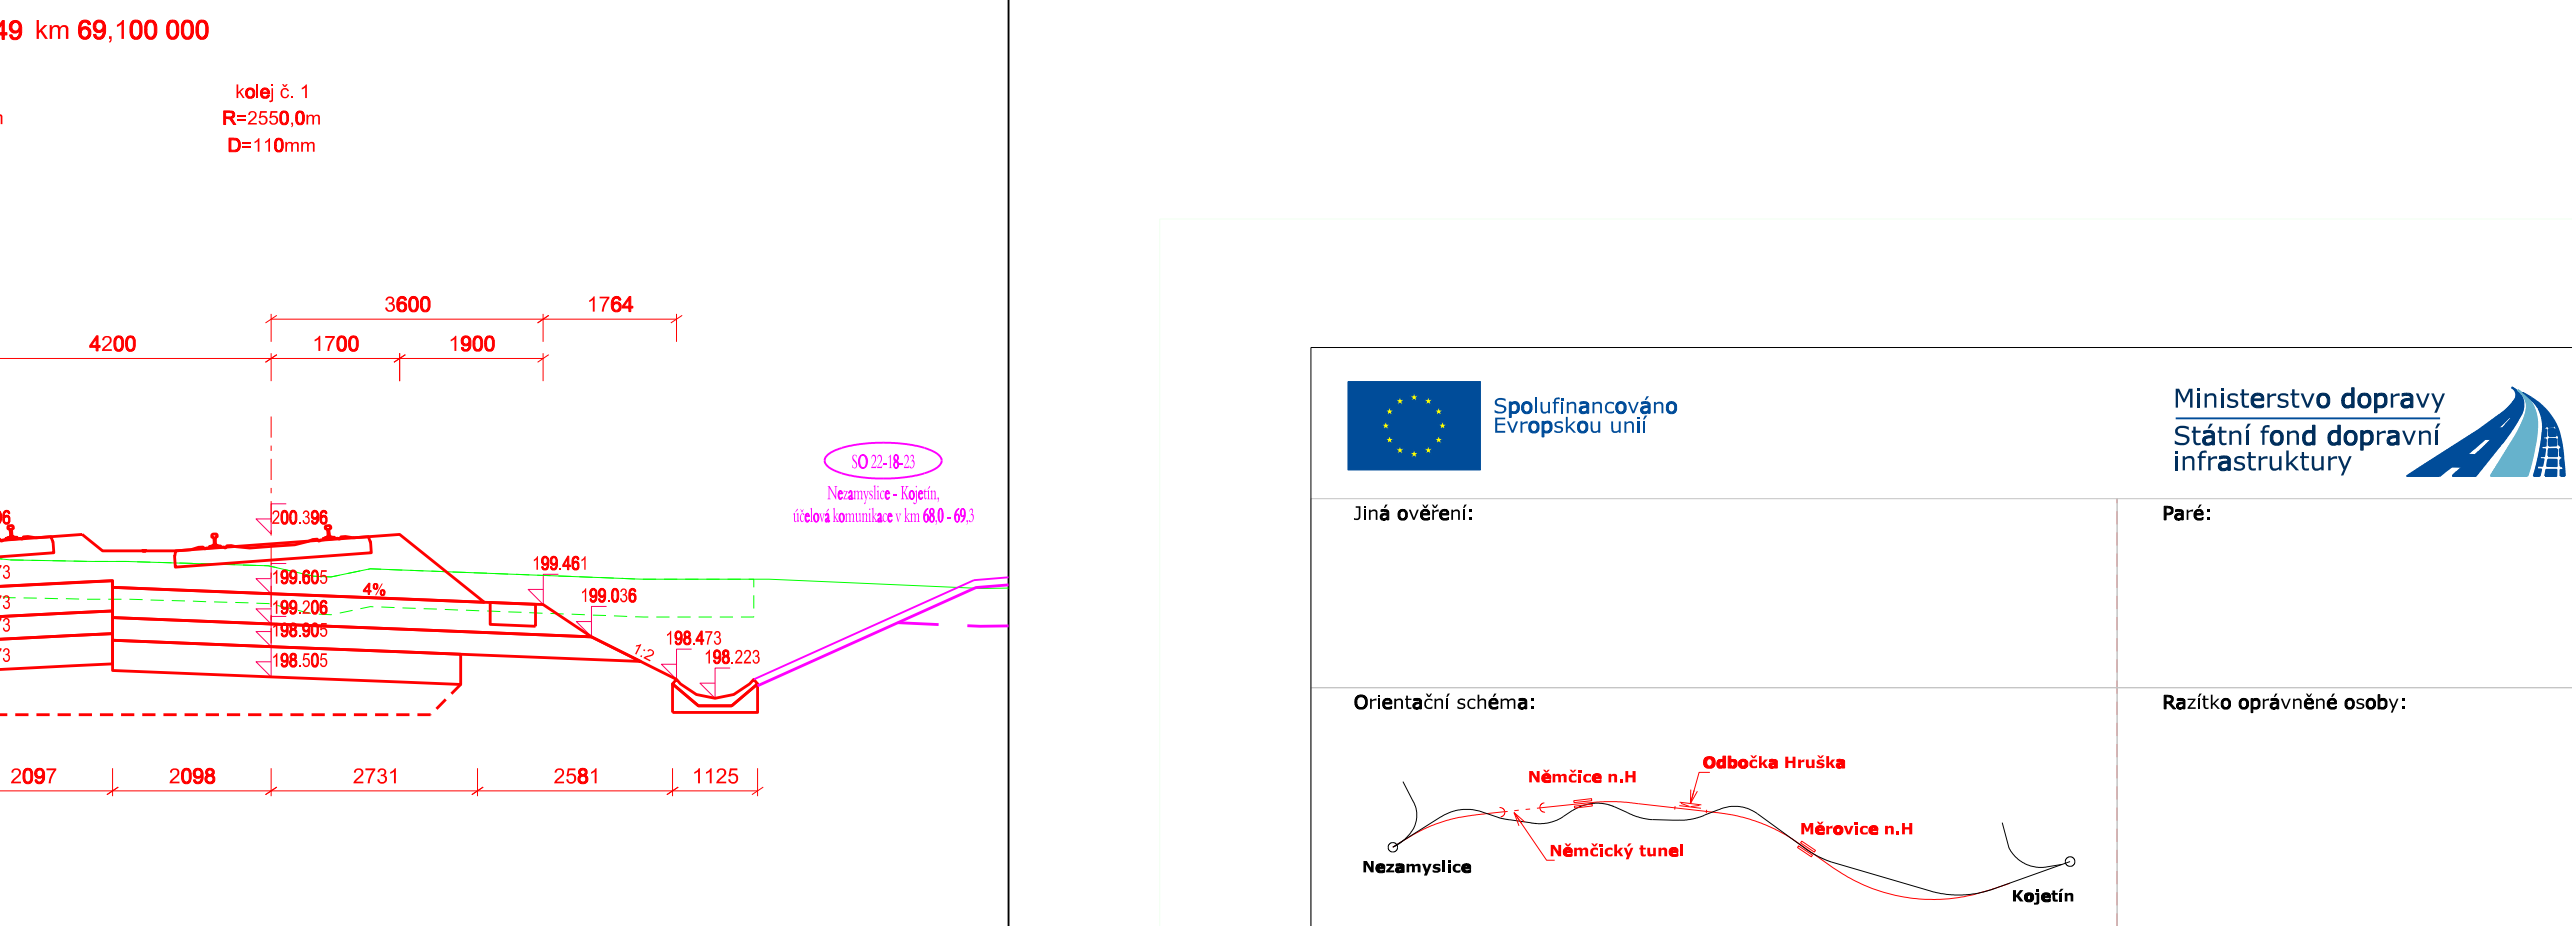 49 km 69,100 000
kolej č. 1
R=2550,0m
D=110mm
3600 1764
4200 1700 1900
SO 22-18-23
Nezamyslice - Kojetín,
účelová komunikace v km 68,0 - 69,3
200.396
199.461
199.605
4%
199.036
199.206
198.905
198.473
1:2
198.505
198.223
2097 2098 2731 2581 1125
Spolufinancováno
Evropskou unií
Ministerstvo dopravy
Státní fond dopravní
infrastruktury
Jiná ověření:
Paré:
Orientační schéma:
Razítko oprávněné osoby:
Odbočka Hruška
Němčice n.H
Měrovice n.H
Němčický tunel
Nezamyslice
Kojetín